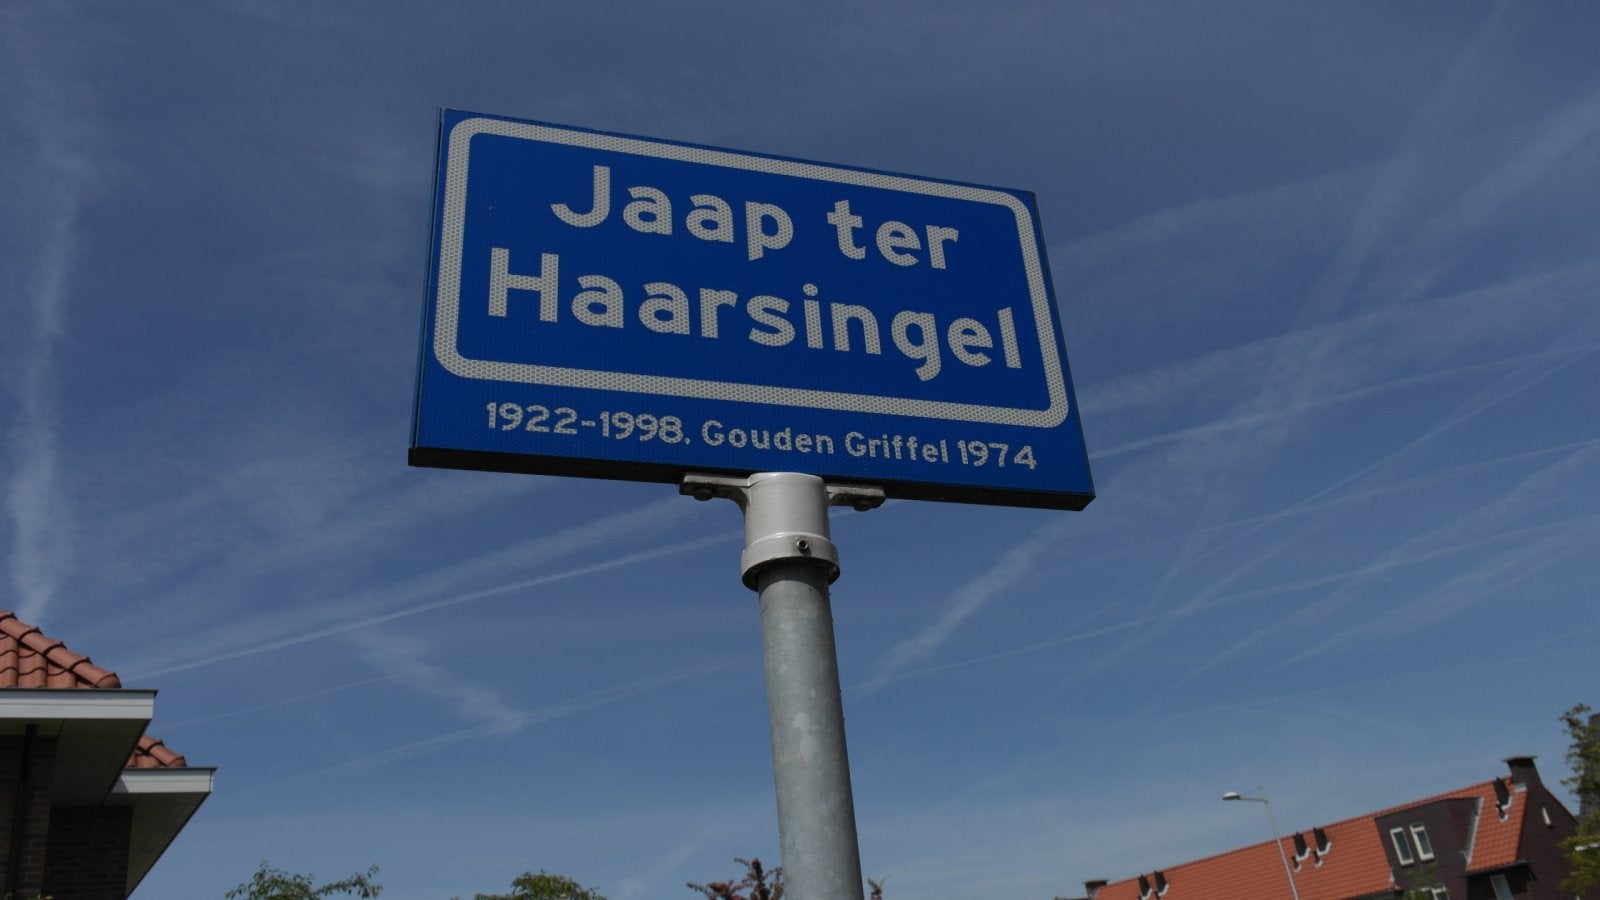 Jaap ter
Haarsingel
1922-1998. Gouden Griffel 1974